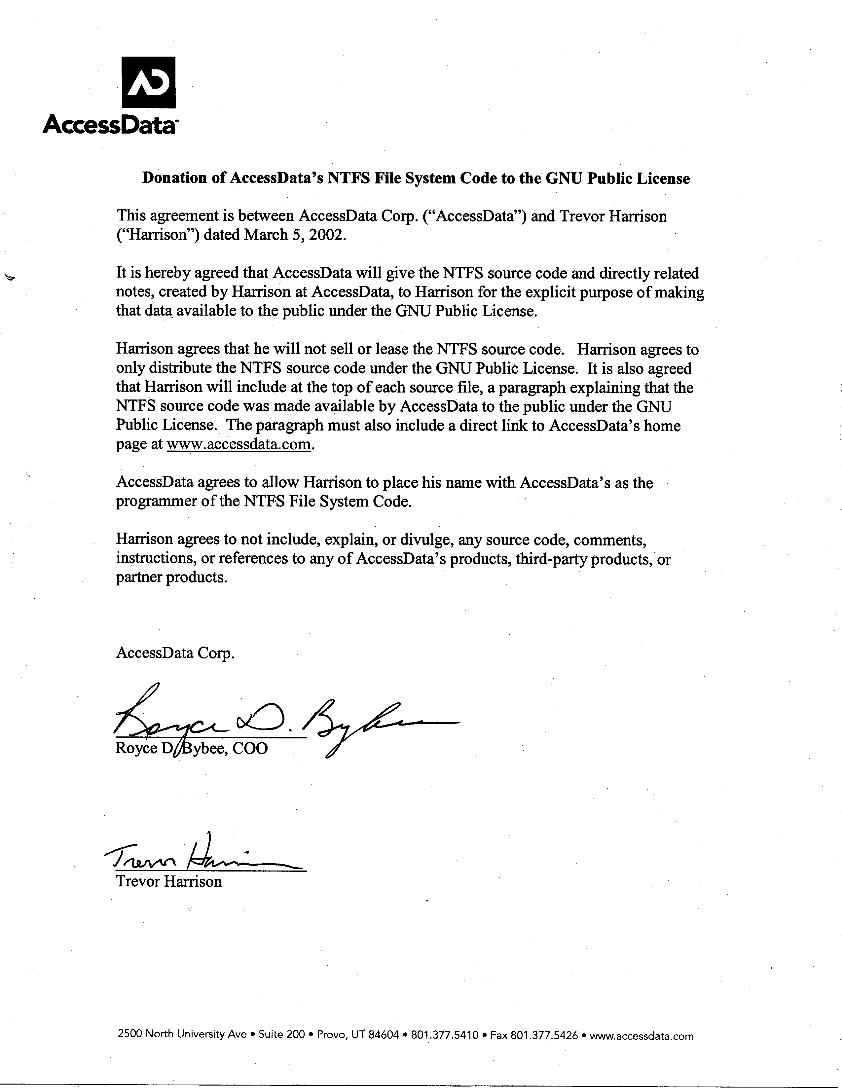 AD
AccessData
Donation of AccessData's NTFS File System Code to the GNU Public License
This agreement is between AccessData Corp. ("AccessData") and Trevor Harrison
("Harrison") dated March 5, 2002.
It is hereby agreed that AccessData will give the NTFS source code and directly related
notes, created by Harrison at AccessData, to Harrison for the explicit purpose of making
that data available to the public under the GNU Public License.
Harrison agrees that he will not sell or lease the NTFS source code. Harrison agrees to
only distribute the NTFS source code under the GNU Public License. It is also agreed
that Harrison will include at the top of each source file, a paragraph explaining that the
NTFS source code was made available by AccessData to the public under the GNU
Public License. The paragraph must also include a direct link to AccessData's home
page at www.accessdata.com.
AccessData agrees to allow Harrison to place his name with AccessData's as the
programmer of the NTFS File System Code.
Harrison agrees to not include, explain, or divulge, any source code, comments,
instructions, or references to any of AccessData's products, third-party products, or
partner products.
AccessData Corp.
Royce D. Bybee
Royce D. Bybee, COO
Trevor Harrison
Trevor Harrison
2500 North University Ave • Suite 200 • Provo, UT 84604 • 801.377.5410 • Fax 801.377.5426 • www.accessdata.com